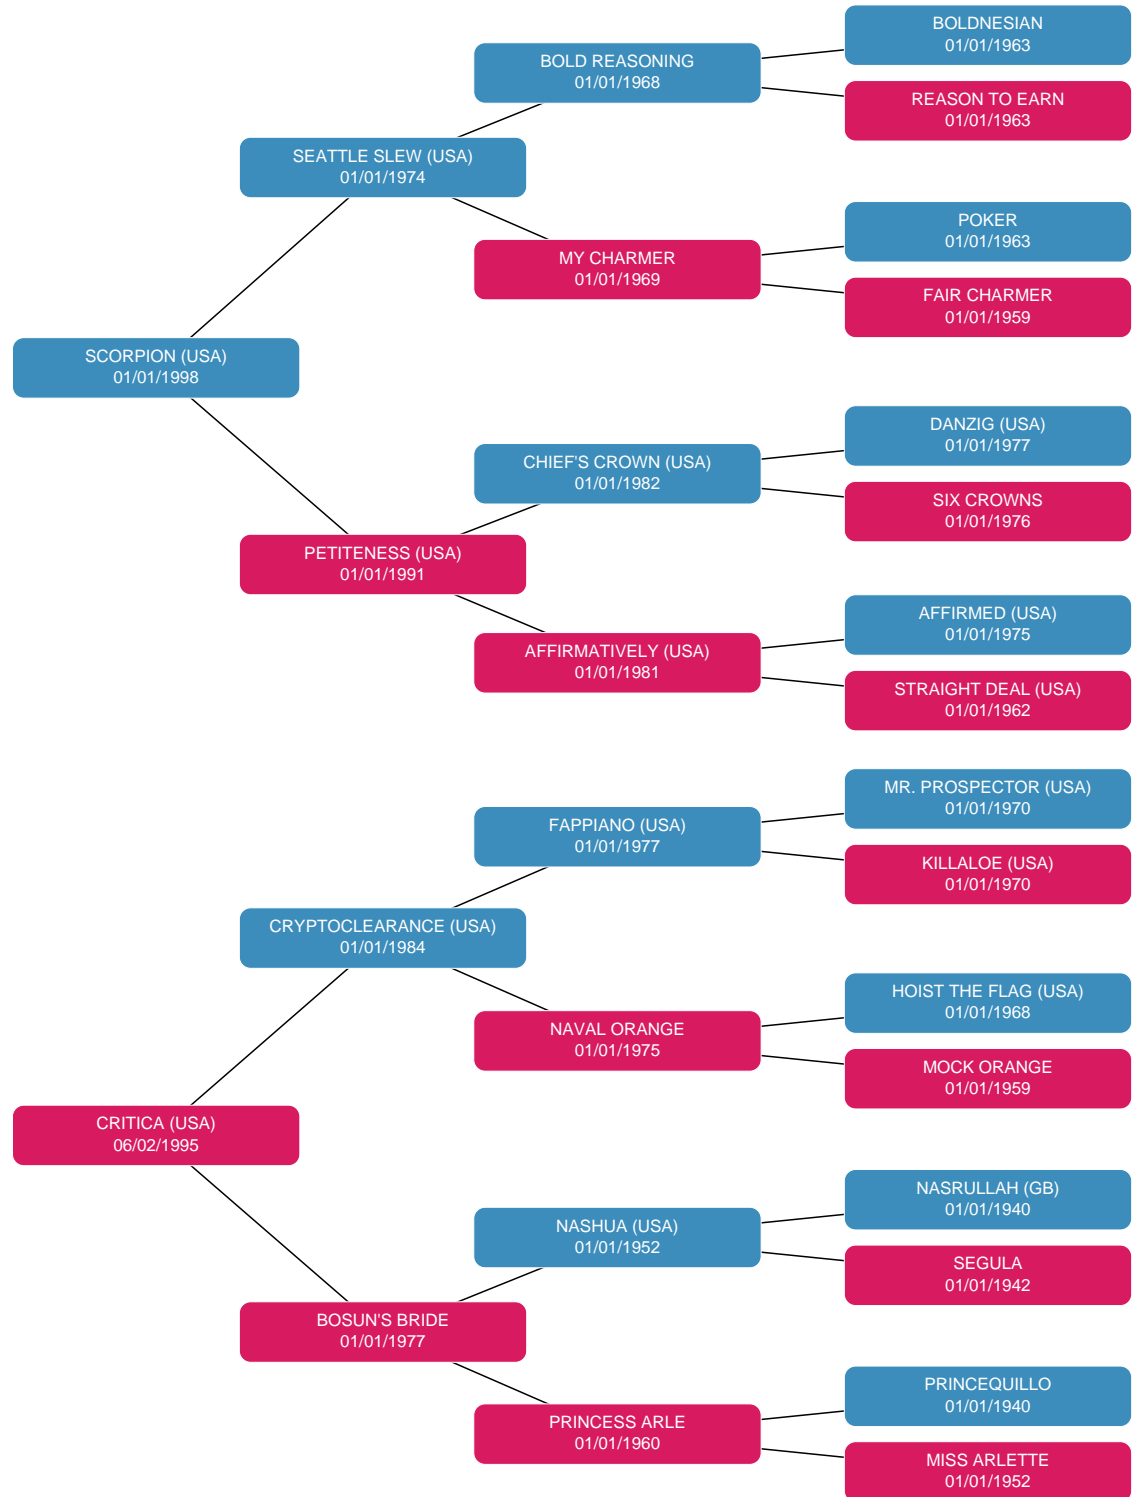 BOLDNESIAN
01/01/1963
BOLD REASONING
01/01/1968
REASON TO EARN
01/01/1963
SEATTLE SLEW (USA)
01/01/1974
POKER
01/01/1963
MY CHARMER
01/01/1969
FAIR CHARMER
01/01/1959
SCORPION (USA)
01/01/1998
DANZIG (USA)
01/01/1977
CHIEF'S CROWN (USA)
01/01/1982
SIX CROWNS
01/01/1976
PETITENESS (USA)
01/01/1991
AFFIRMED (USA)
01/01/1975
AFFIRMATIVELY (USA)
01/01/1981
STRAIGHT DEAL (USA)
01/01/1962
MR. PROSPECTOR (USA)
01/01/1970
FAPPIANO (USA)
01/01/1977
KILLALOE (USA)
01/01/1970
CRYPTOCLEARANCE (USA)
01/01/1984
HOIST THE FLAG (USA)
01/01/1968
NAVAL ORANGE
01/01/1975
MOCK ORANGE
01/01/1959
CRITICA (USA)
06/02/1995
NASRULLAH (GB)
01/01/1940
NASHUA (USA)
01/01/1952
SEGULA
01/01/1942
BOSUN'S BRIDE
01/01/1977
PRINCEQUILLO
01/01/1940
PRINCESS ARLE
01/01/1960
MISS ARLETTE
01/01/1952